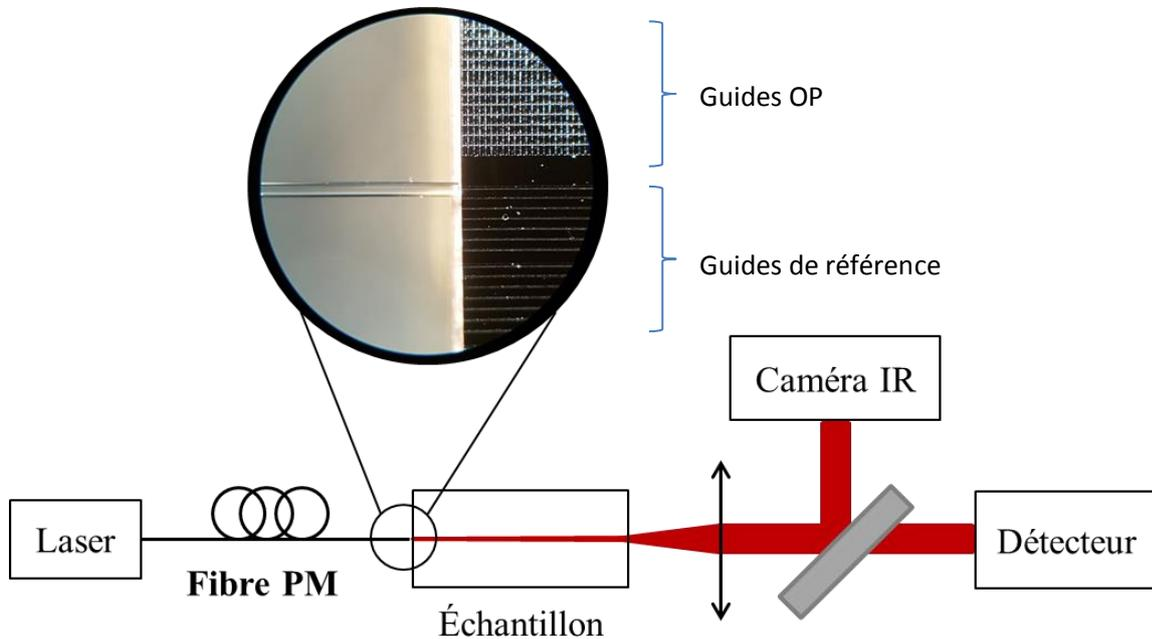 Guides OP
Guides de référence
Caméra IR
Laser
Fibre PM
Échantillon
Détecteur